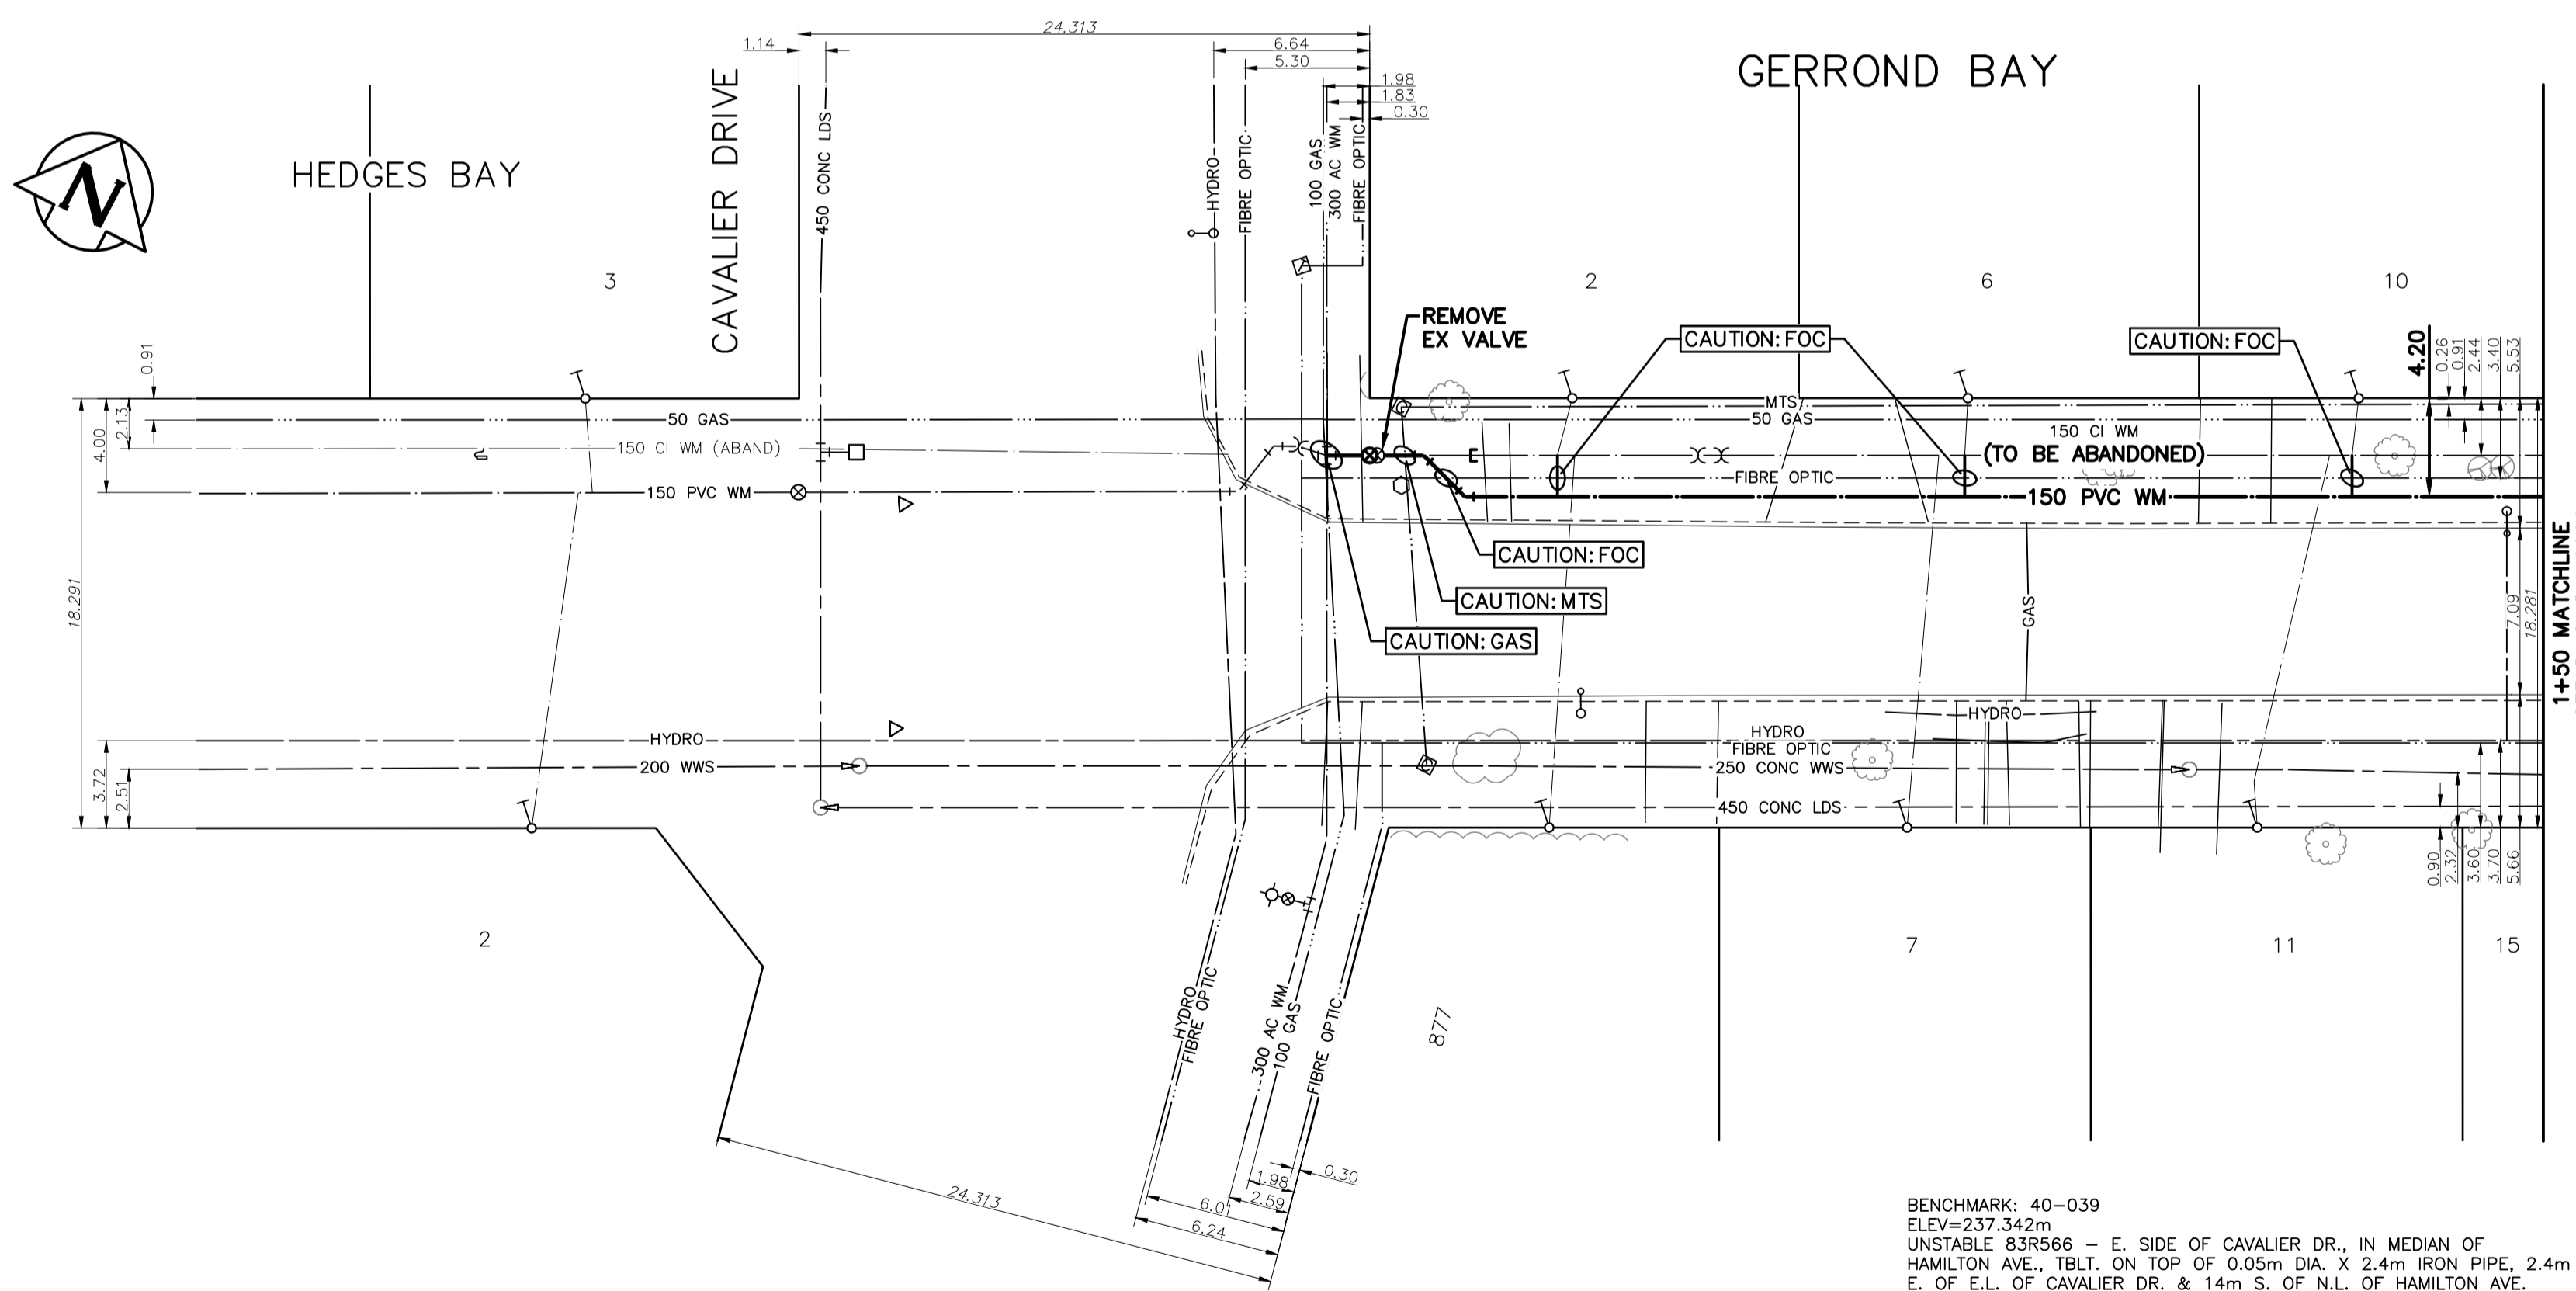 24.313
1.14
6.64
5.30
1.98
1.83
0.30
GERROND BAY
CAVALIER DRIVE
HEDGES BAY
N
450 CONC LDS
HYDRO
FIBRE OPTIC
100 GAS
300 AC WM
FIBRE OPTIC
3
2
6
10
REMOVE
EX VALVE
CAUTION: FOC
CAUTION: FOC
4.20
0.26
0.91
2.44
3.40
5.53
0.91
2.13
4.00
18.291
50 GAS
150 CI WM (ABAND)
150 PVC WM
MTS
50 GAS
E
150 CI WM
(TO BE ABANDONED)
FIBRE OPTIC
150 PVC WM
CAUTION: FOC
CAUTION: MTS
CAUTION: GAS
GAS
7.09
18.281
1+50 MATCHLINE
3.72
2.51
HYDRO
200 WWS
HYDRO
HYDRO
FIBRE OPTIC
250 CONC WWS
450 CONC LDS
0.90
2.32
3.60
3.70
5.66
2
877
7
11
15
HYDRO
FIBRE OPTIC
300 AC WM
100 GAS
FIBRE OPTIC
24.313
0.30
1.98
2.59
6.01
6.24
BENCHMARK: 40-039
ELEV=237.342m
UNSTABLE 83R566 – E. SIDE OF CAVALIER DR., IN MEDIAN OF
HAMILTON AVE., TBLT. ON TOP OF 0.05m DIA. X 2.4m IRON PIPE, 2.4m
E. OF E.L. OF CAVALIER DR. & 14m S. OF N.L. OF HAMILTON AVE.